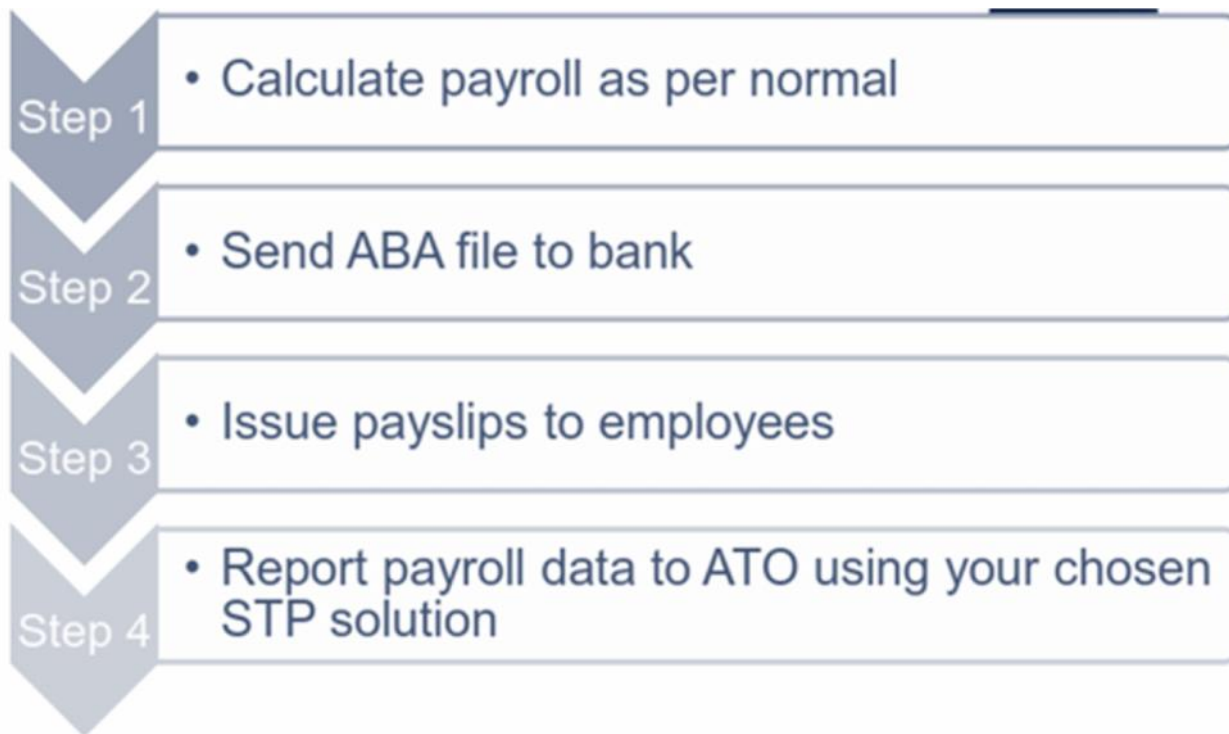 Step 1
• Calculate payroll as per normal
Step 2
• Send ABA file to bank
Step 3
• Issue payslips to employees
Step 4
• Report payroll data to ATO using your chosen
STP solution